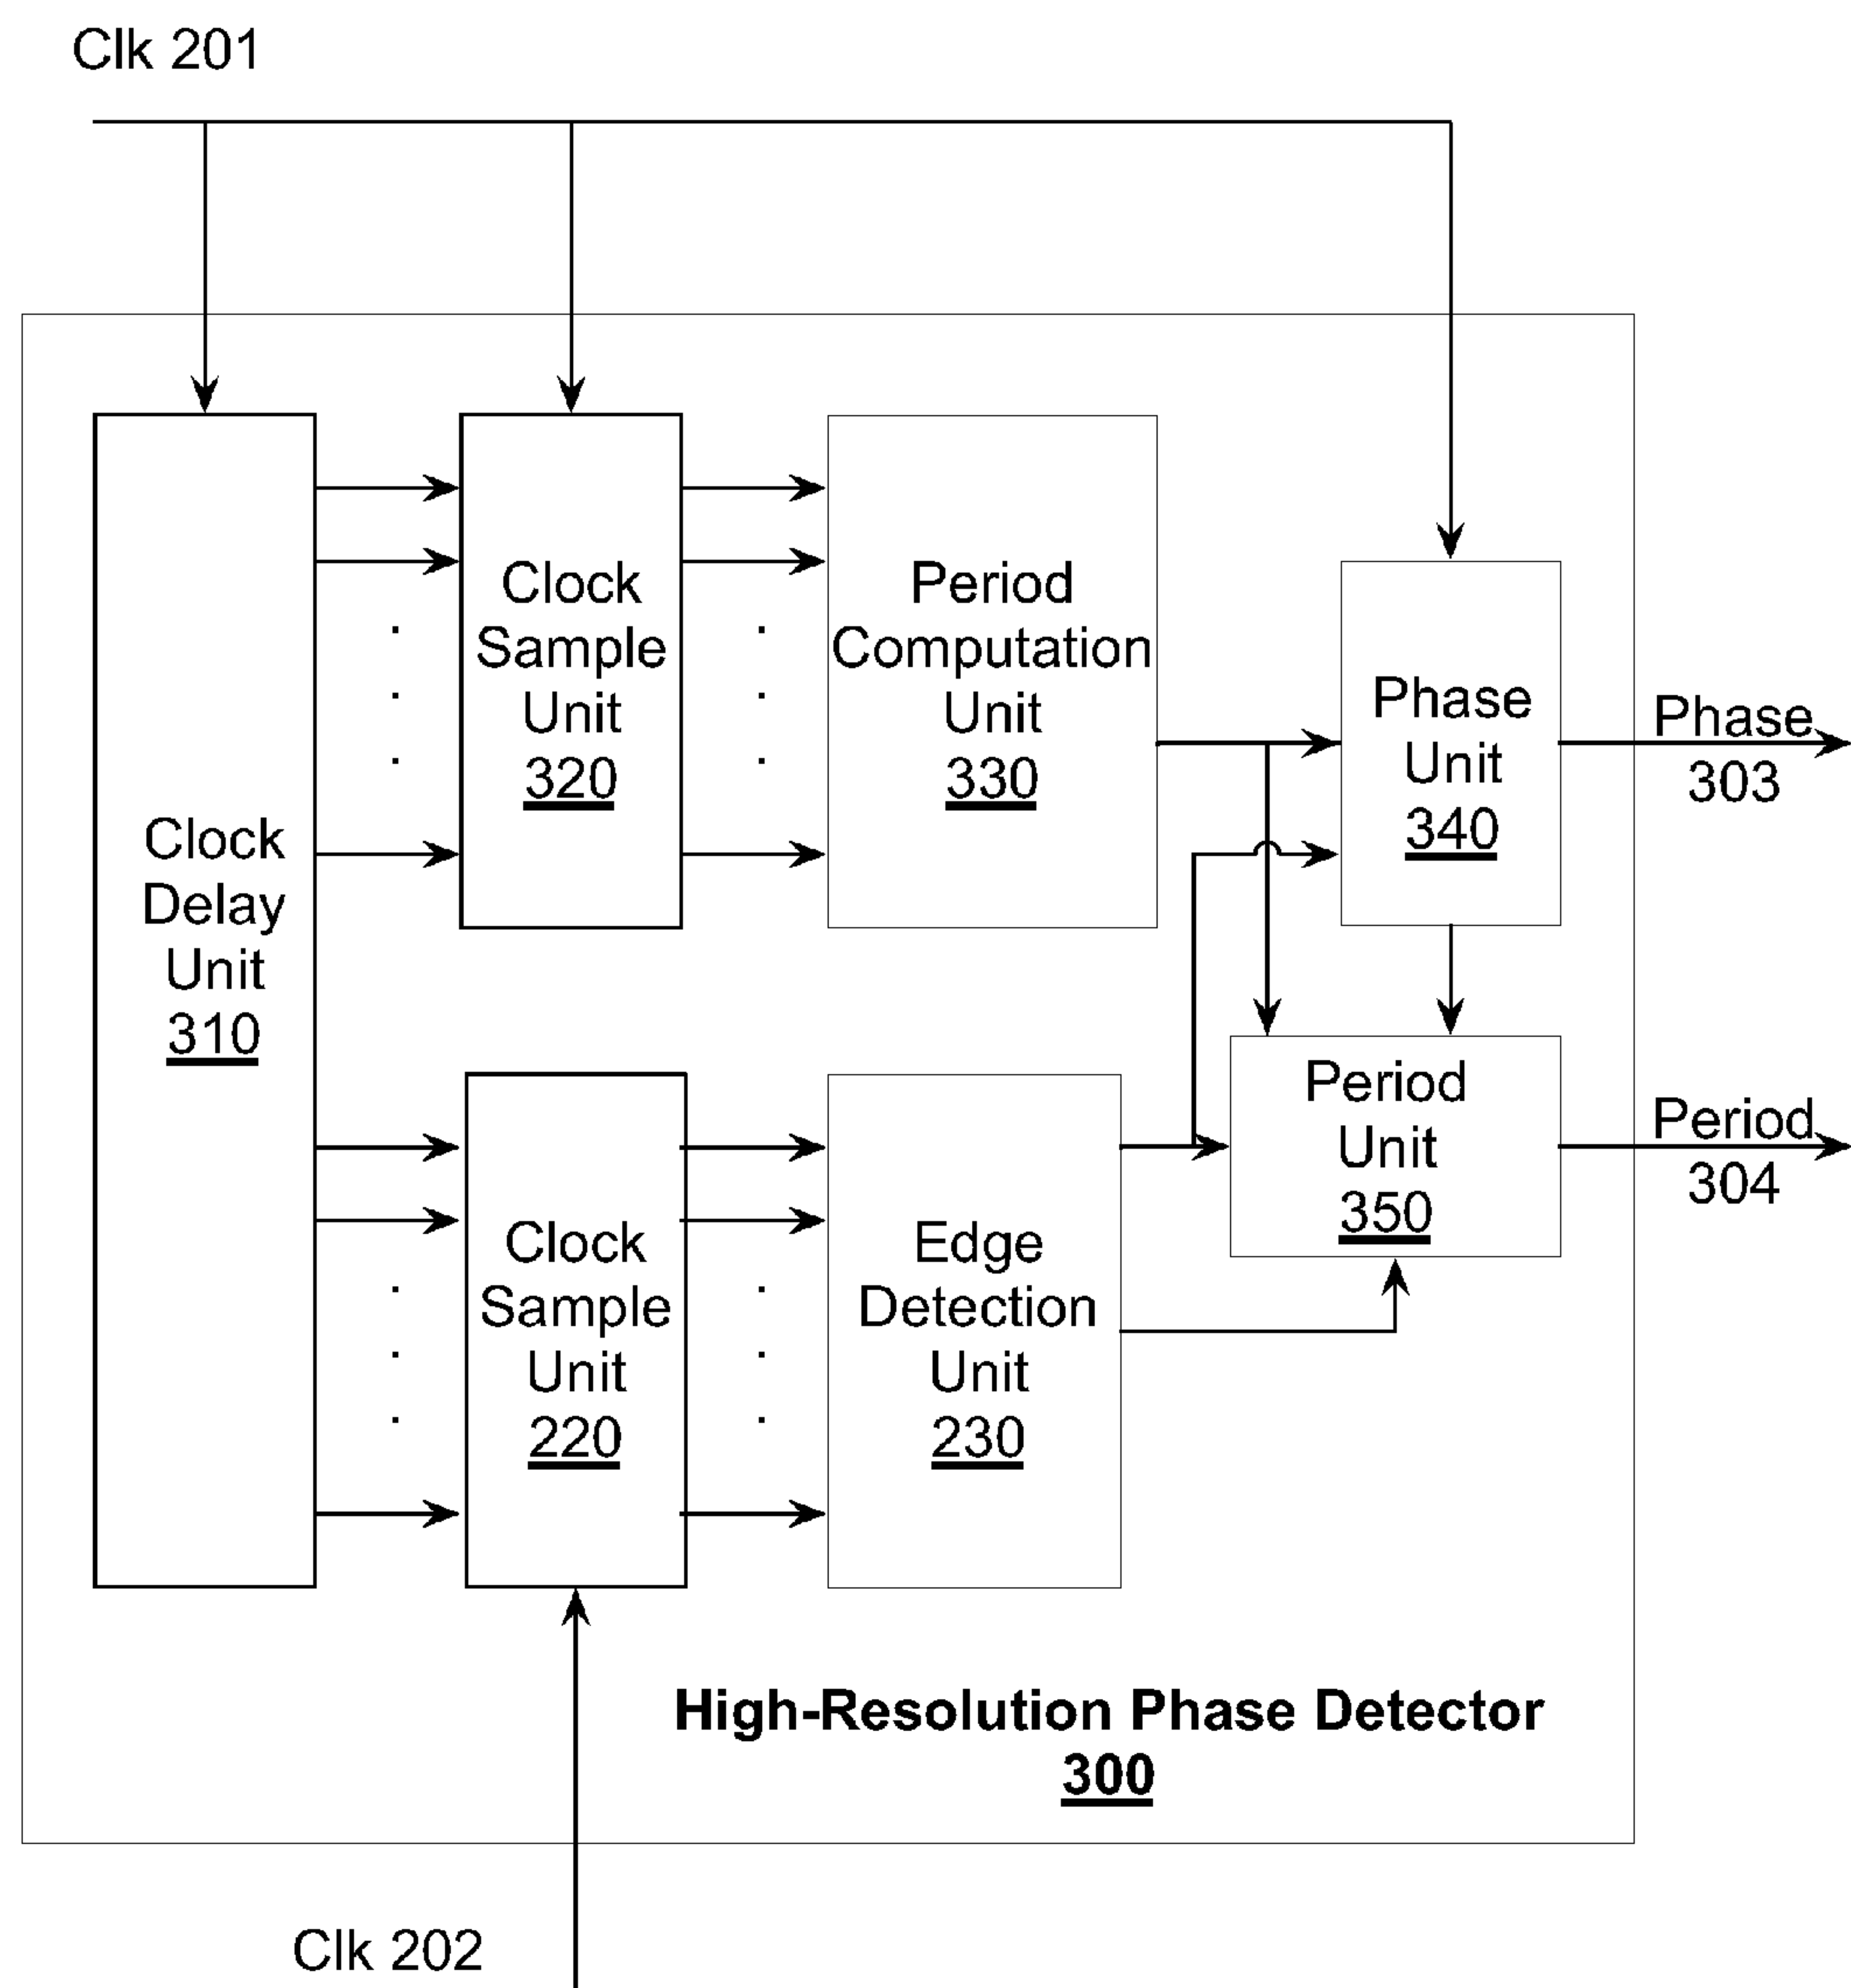 Clk 201
Clock
Delay
Unit
310
Clock
Sample
Unit
320
Period
Computation
Unit
330
Phase
Unit
340
Phase
303
Clock
Sample
Unit
220
Edge
Detection
Unit
230
Period
Unit
350
Period
304
High-Resolution Phase Detector
300
Clk 202